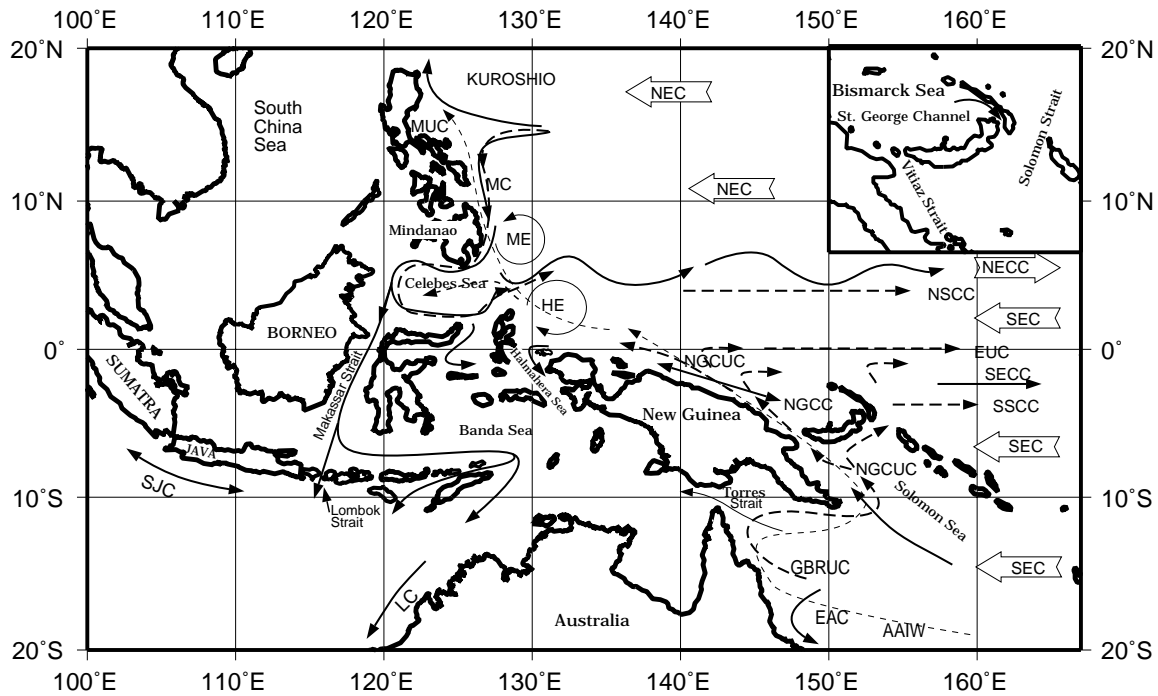 100˚E 110˚E 120˚E 130˚E 140˚E 150˚E 160˚E
20˚N 20˚N
KUROSHIO
NEC
South
China
Sea
MUC
MC
NEC
10˚N 10˚N
Mindanao
ME
Celebes Sea
NECC
NSCC
HE
SEC
BORNEO
0˚ 0˚
EUC
NGCUC
SECC
SUMATRA
Makassar Strait
Halmahera Sea
NGCC
SSCC
New Guinea
Banda Sea
JAVA
SEC
NGCUC
SJC
Lombok
Strait
Torres
Strait
Solomon Sea
10˚S 10˚S
GBRUC
SEC
LC
EAC
Australia
AAIW
20˚S 20˚S
100˚E 110˚E 120˚E 130˚E 140˚E 150˚E 160˚E
Bismarck Sea
St. George Channel
Solomon Strait
Vitiaz Strait